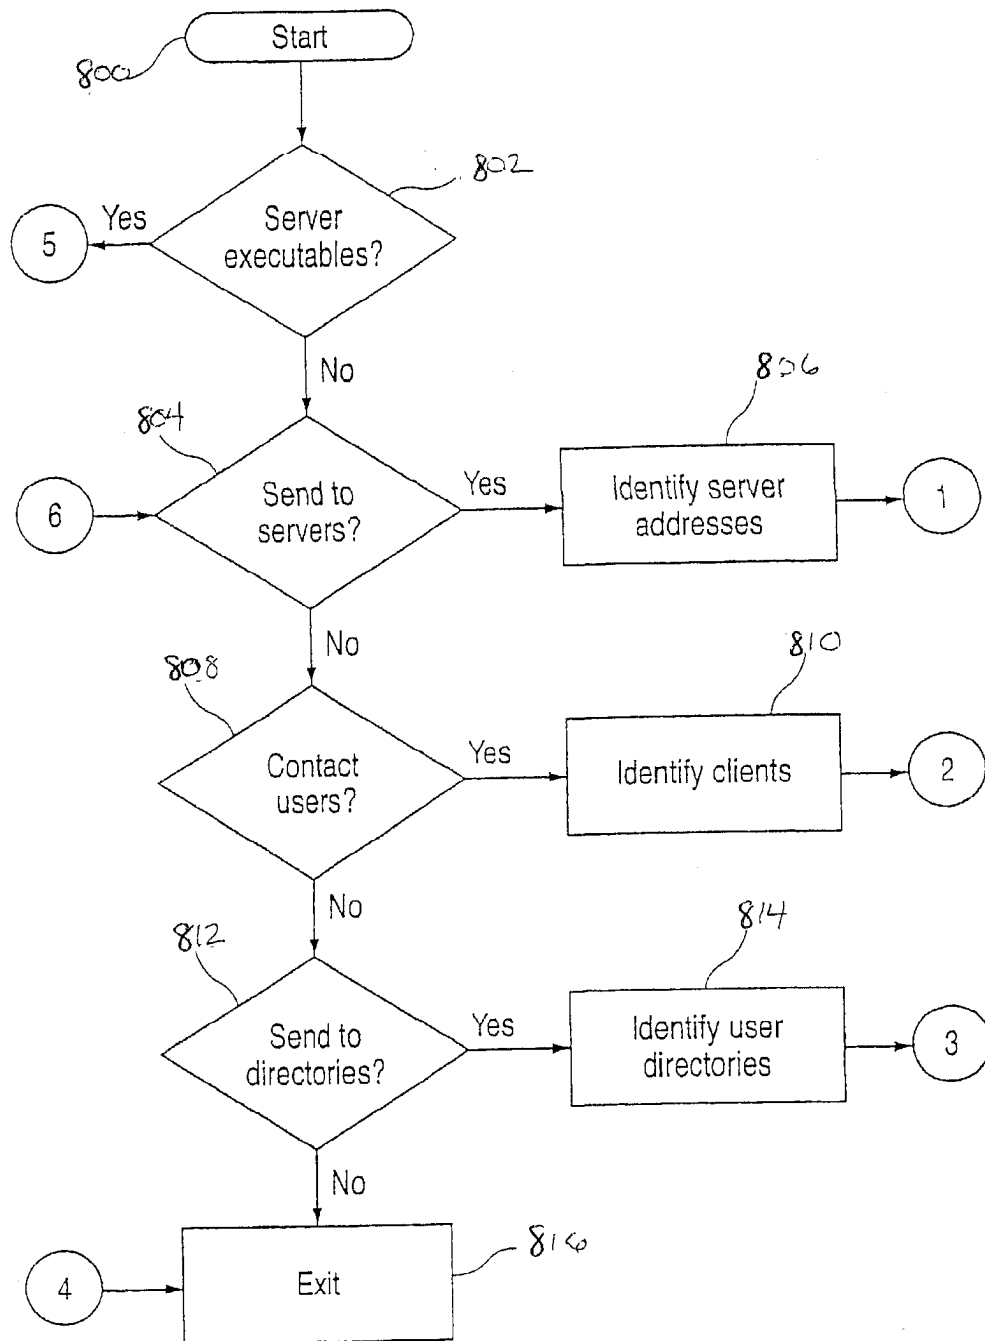 Start
800
802
5
Yes
Server
executables?
No
806
804
6
Send to
servers?
Yes
Identify server
addresses
1
No
810
808
Contact
users?
Yes
Identify clients
2
No
814
812
Send to
directories?
Yes
Identify user
directories
3
No
816
4
Exit